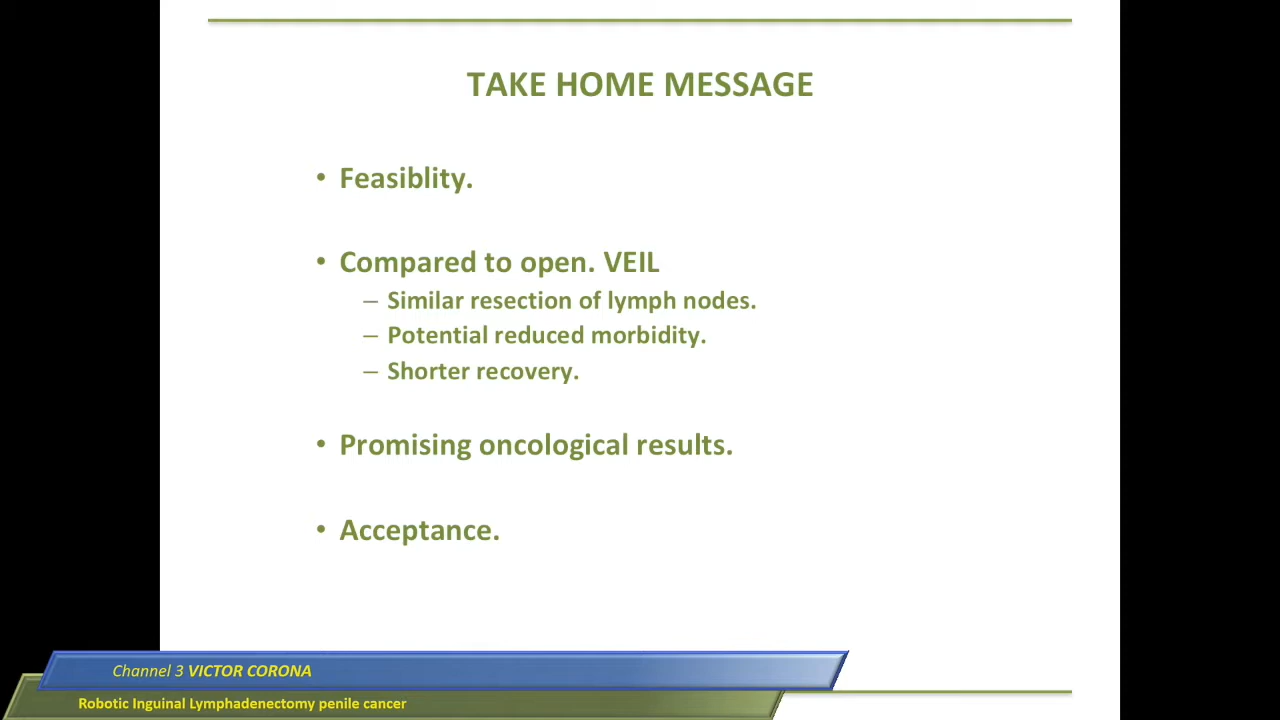 TAKE HOME MESSAGE
• Feasiblity.
• Compared to open. VEIL
– Similar resection of lymph nodes.
– Potential reduced morbidity.
– Shorter recovery.
• Promising oncological results.
• Acceptance.
Channel 3 VICTOR CORONA
Robotic Inguinal Lymphadenectomy penile cancer